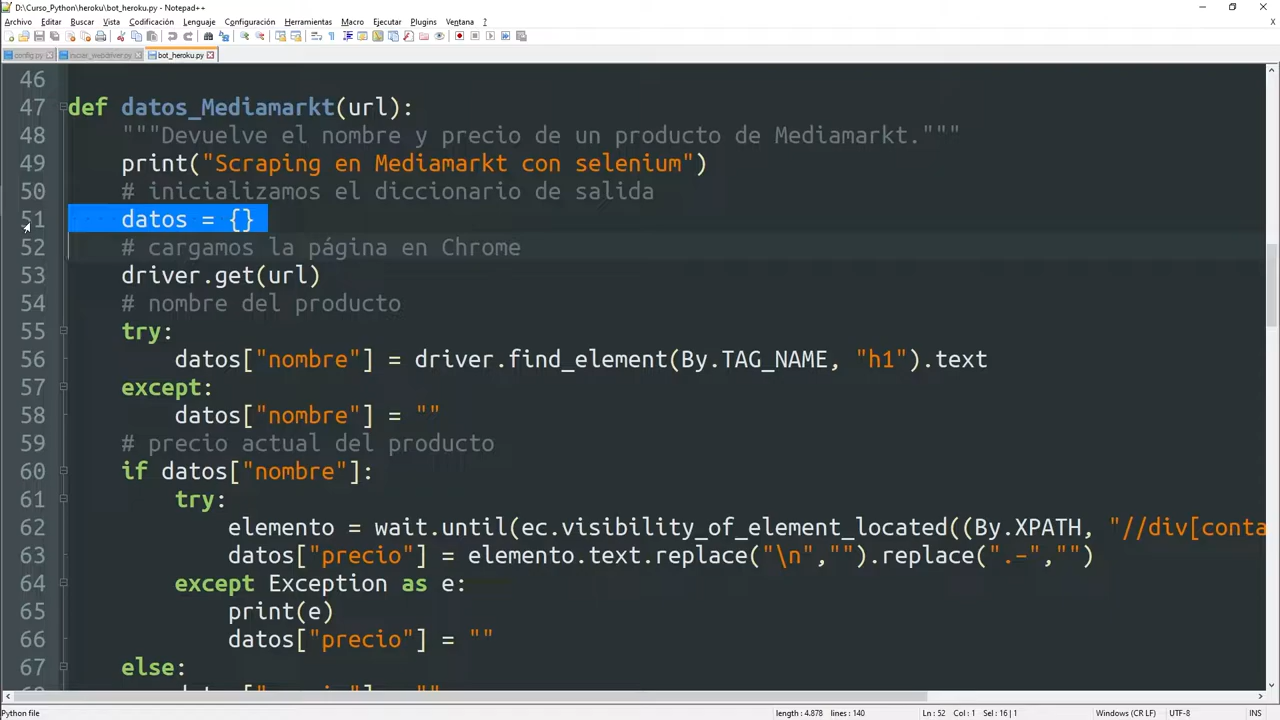 D:\Curso_Python\heroku\bot_heroku.py - Notepad++
Archivo Editar Buscar Vista Codificación Lenguaje Configuración Herramientas Macro Ejecutar Plugins Ventana ?
config.py iniciar_webdriver.py bot_heroku.py
46
47 def datos_Mediamarkt(url):
48 """Devuelve el nombre y precio de un producto de Mediamarkt."""
49 print("Scraping en Mediamarkt con selenium")
50 # inicializamos el diccionario de salida
51 datos = {}
52 # cargamos la página en Chrome
53 driver.get(url)
54 # nombre del producto
55 try:
56 datos["nombre"] = driver.find_element(By.TAG_NAME, "h1").text
57 except:
58 datos["nombre"] = ""
59 # precio actual del producto
60 if datos["nombre"]:
61 try:
62 elemento = wait.until(ec.visibility_of_element_located((By.XPATH, "//div[conta
63 datos["precio"] = elemento.text.replace("\n","").replace(".–","")
64 except Exception as e:
65 print(e)
66 datos["precio"] = ""
67 else:
Python file length : 4.878 lines : 140 Ln : 52 Col : 1 Sel : 16 | 1 Windows (CR LF) UTF-8 INS